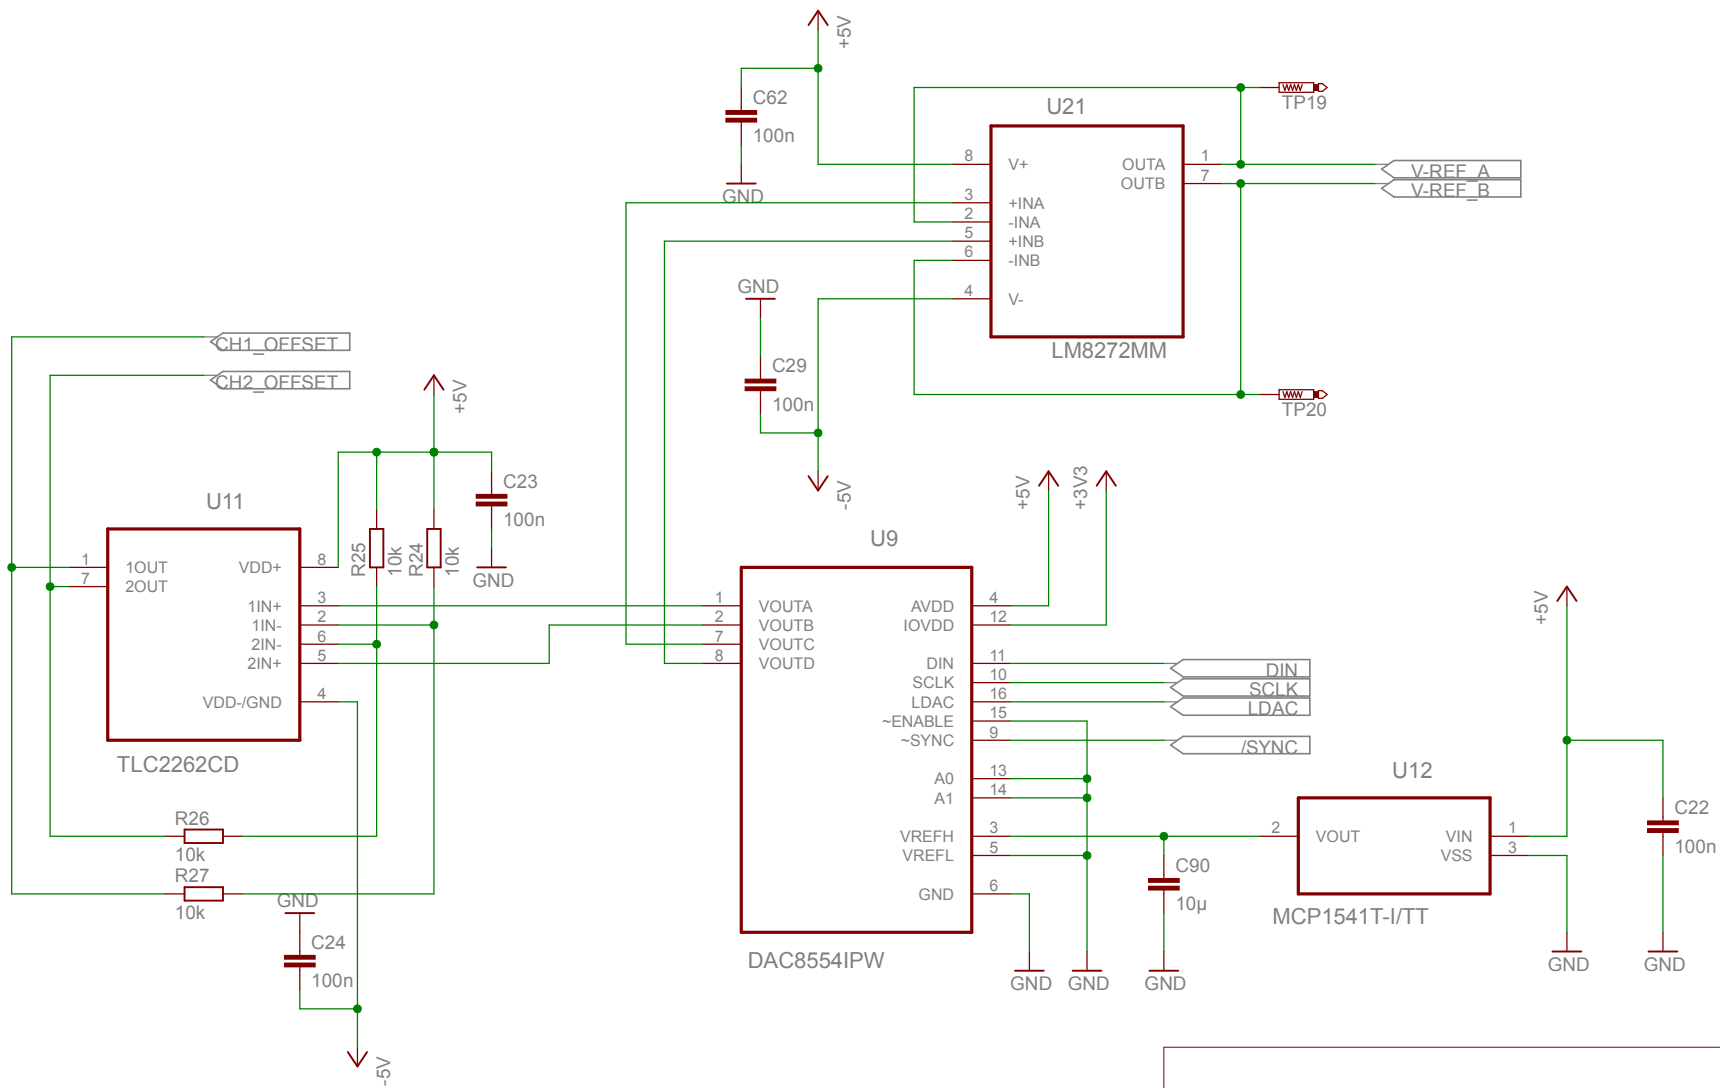 +5V
C62
100n
GND
TP19
U21
8
V+
3
+INA
2
-INA
5
+INB
6
-INB
4
V-
OUTA
1
OUTB
7
V-REF_A
V-REF_B
LM8272MM
TP20
GND
C29
100n
-5V
CH1_OFFSET
CH2_OFFSET
+5V
C23
100n
GND
R25
10k
R24
10k
U11
1
1OUT
7
2OUT
VDD+
8
1IN+
3
1IN-
2
2IN-
6
2IN+
5
VDD-/GND
4
TLC2262CD
R26
10k
R27
10k
GND
C24
100n
-5V
U9
+5V
+3V3
1
VOUTA
2
VOUTB
7
VOUTC
8
VOUTD
AVDD
4
IOVDD
12
DIN
11
SCLK
10
LDAC
16
~ENABLE
15
~SYNC
9
A0
13
A1
14
VREFH
3
VREFL
5
GND
6
DAC8554IPW
DIN
SCLK
LDAC
/SYNC
GND
GND
C90
10µ
GND
U12
2
VOUT
VIN
1
VSS
3
MCP1541T-I/TT
+5V
C22
100n
GND
GND